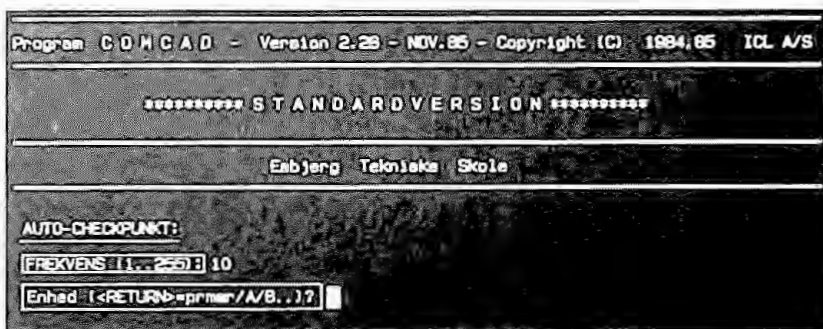 Program C O M C A D - Version 2.28 - NOV.85 - Copyright (C) 1984,85 ICL A/S
********** S T A N D A R D V E R S I O N **********
Esbjerg Tekniske Skole
AUTO-CHECKPUNKT:
FREKVENS (1..255): 10
Enhed (<RETURN>=prmær/A/B..)?